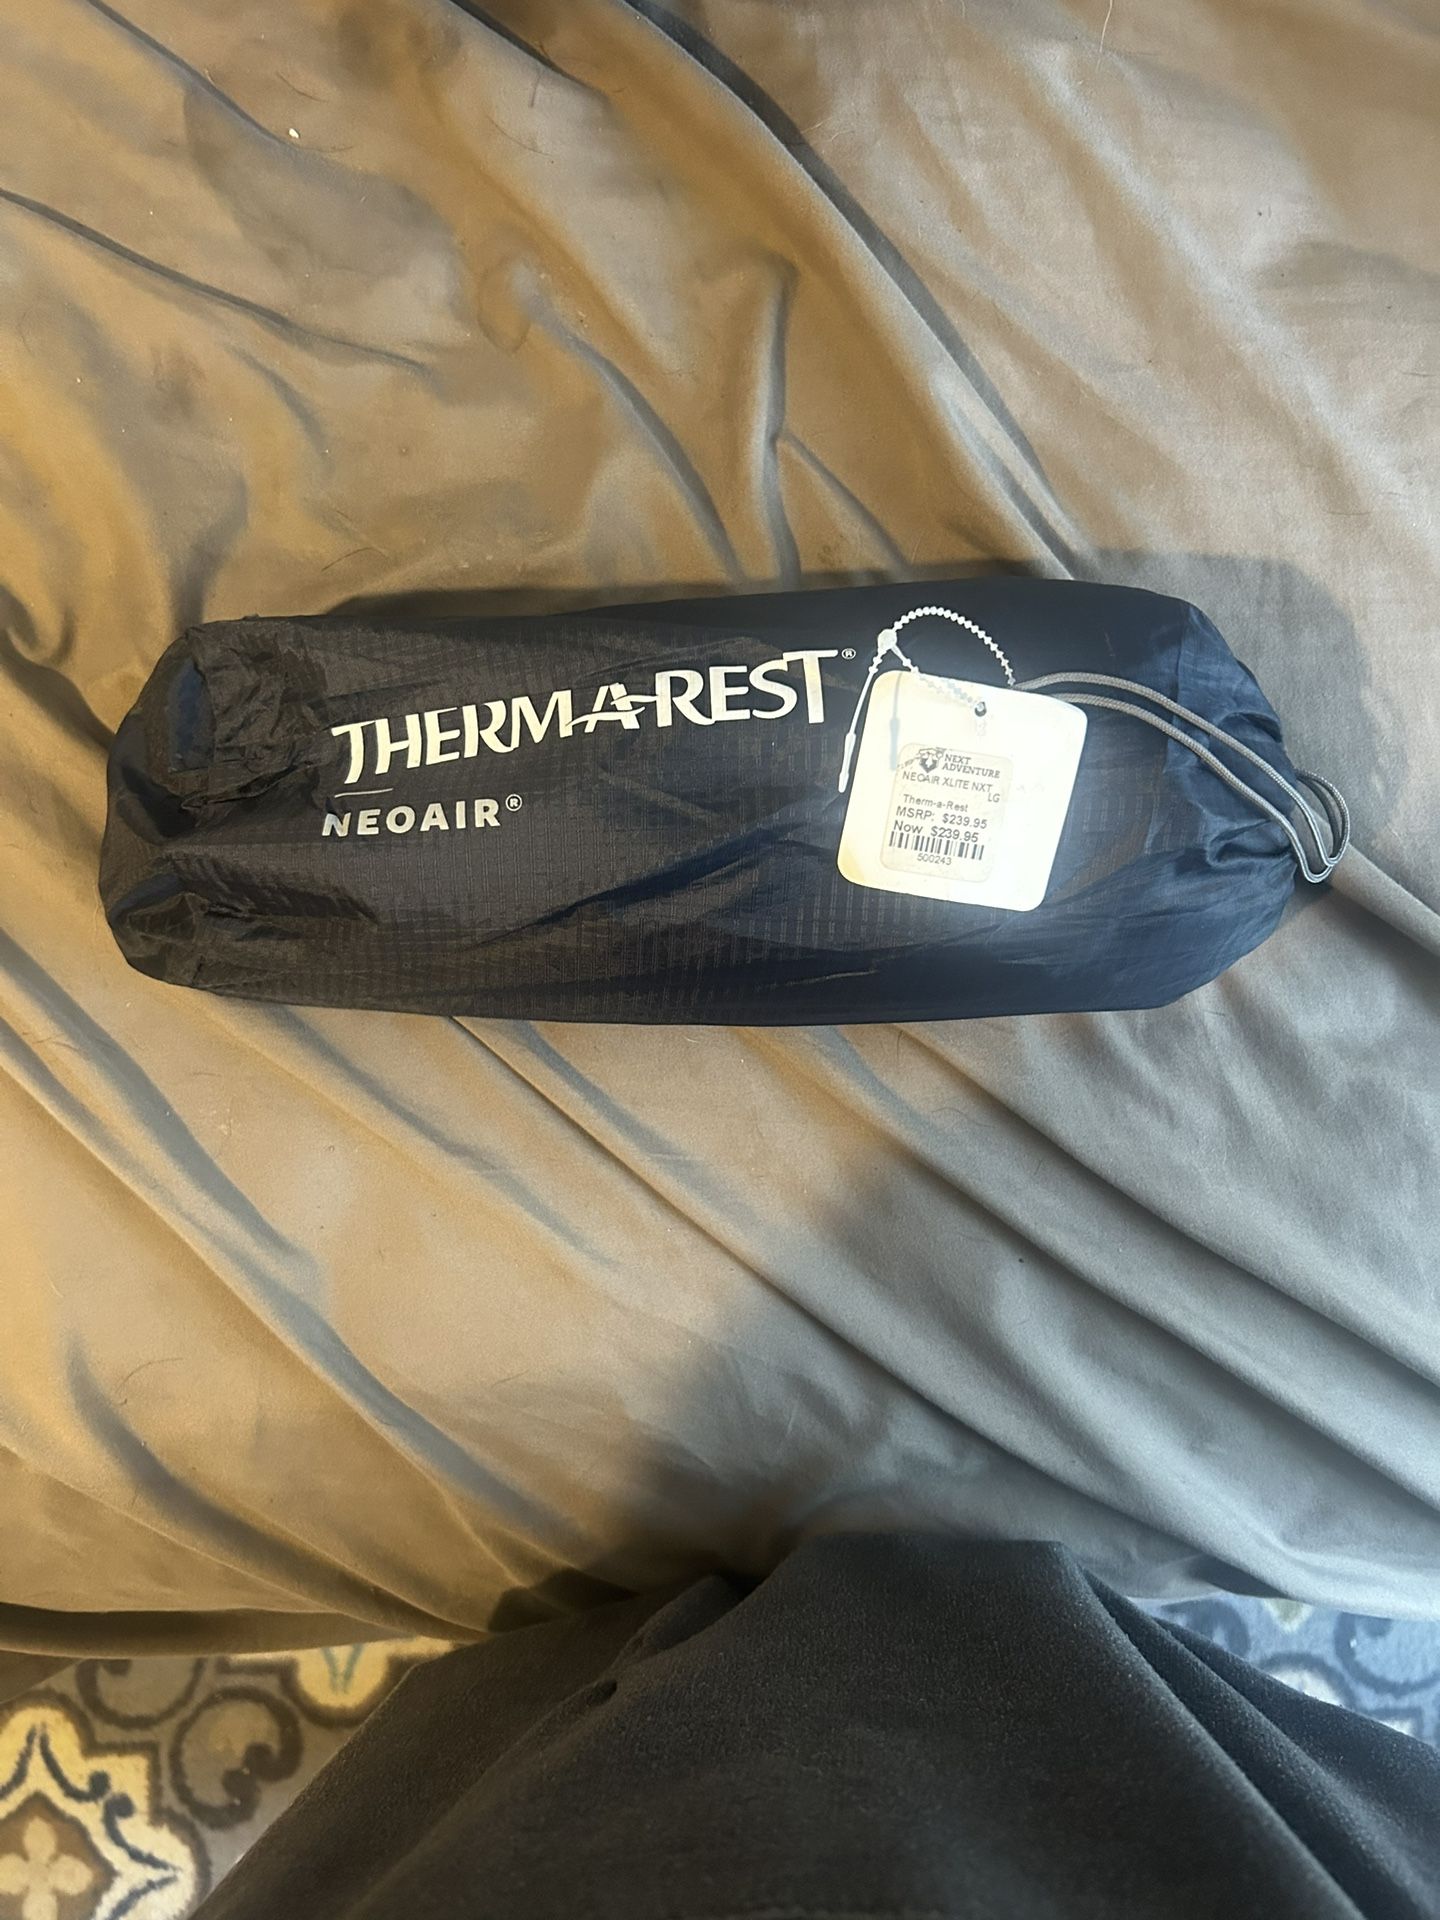 THERM-A-REST®
NEOAIR®
NEXT
ADVENTURE
NEOAIR XLITE NXT
LG
Therm-a-Rest
MSRP: $239.95
Now $239.95
500243